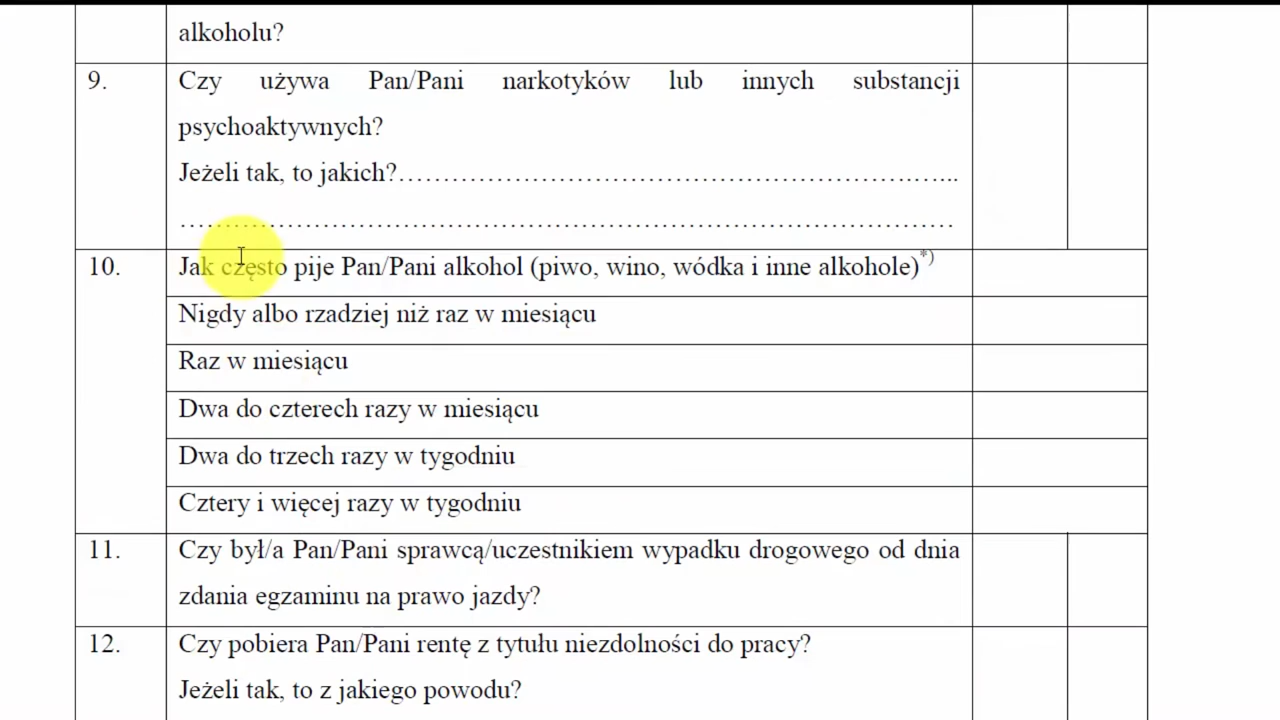 alkoholu?
9. Czy używa Pan/Pani narkotyków lub innych substancji
psychoaktywnych?
Jeżeli tak, to jakich?……………………………………………….…...
……………………………………………………………………………
10. Jak często pije Pan/Pani alkohol (piwo, wino, wódka i inne alkohole)*)
Nigdy albo rzadziej niż raz w miesiącu
Raz w miesiącu
Dwa do czterech razy w miesiącu
Dwa do trzech razy w tygodniu
Cztery i więcej razy w tygodniu
11. Czy był/a Pan/Pani sprawcą/uczestnikiem wypadku drogowego od dnia
zdania egzaminu na prawo jazdy?
12. Czy pobiera Pan/Pani rentę z tytułu niezdolności do pracy?
Jeżeli tak, to z jakiego powodu?